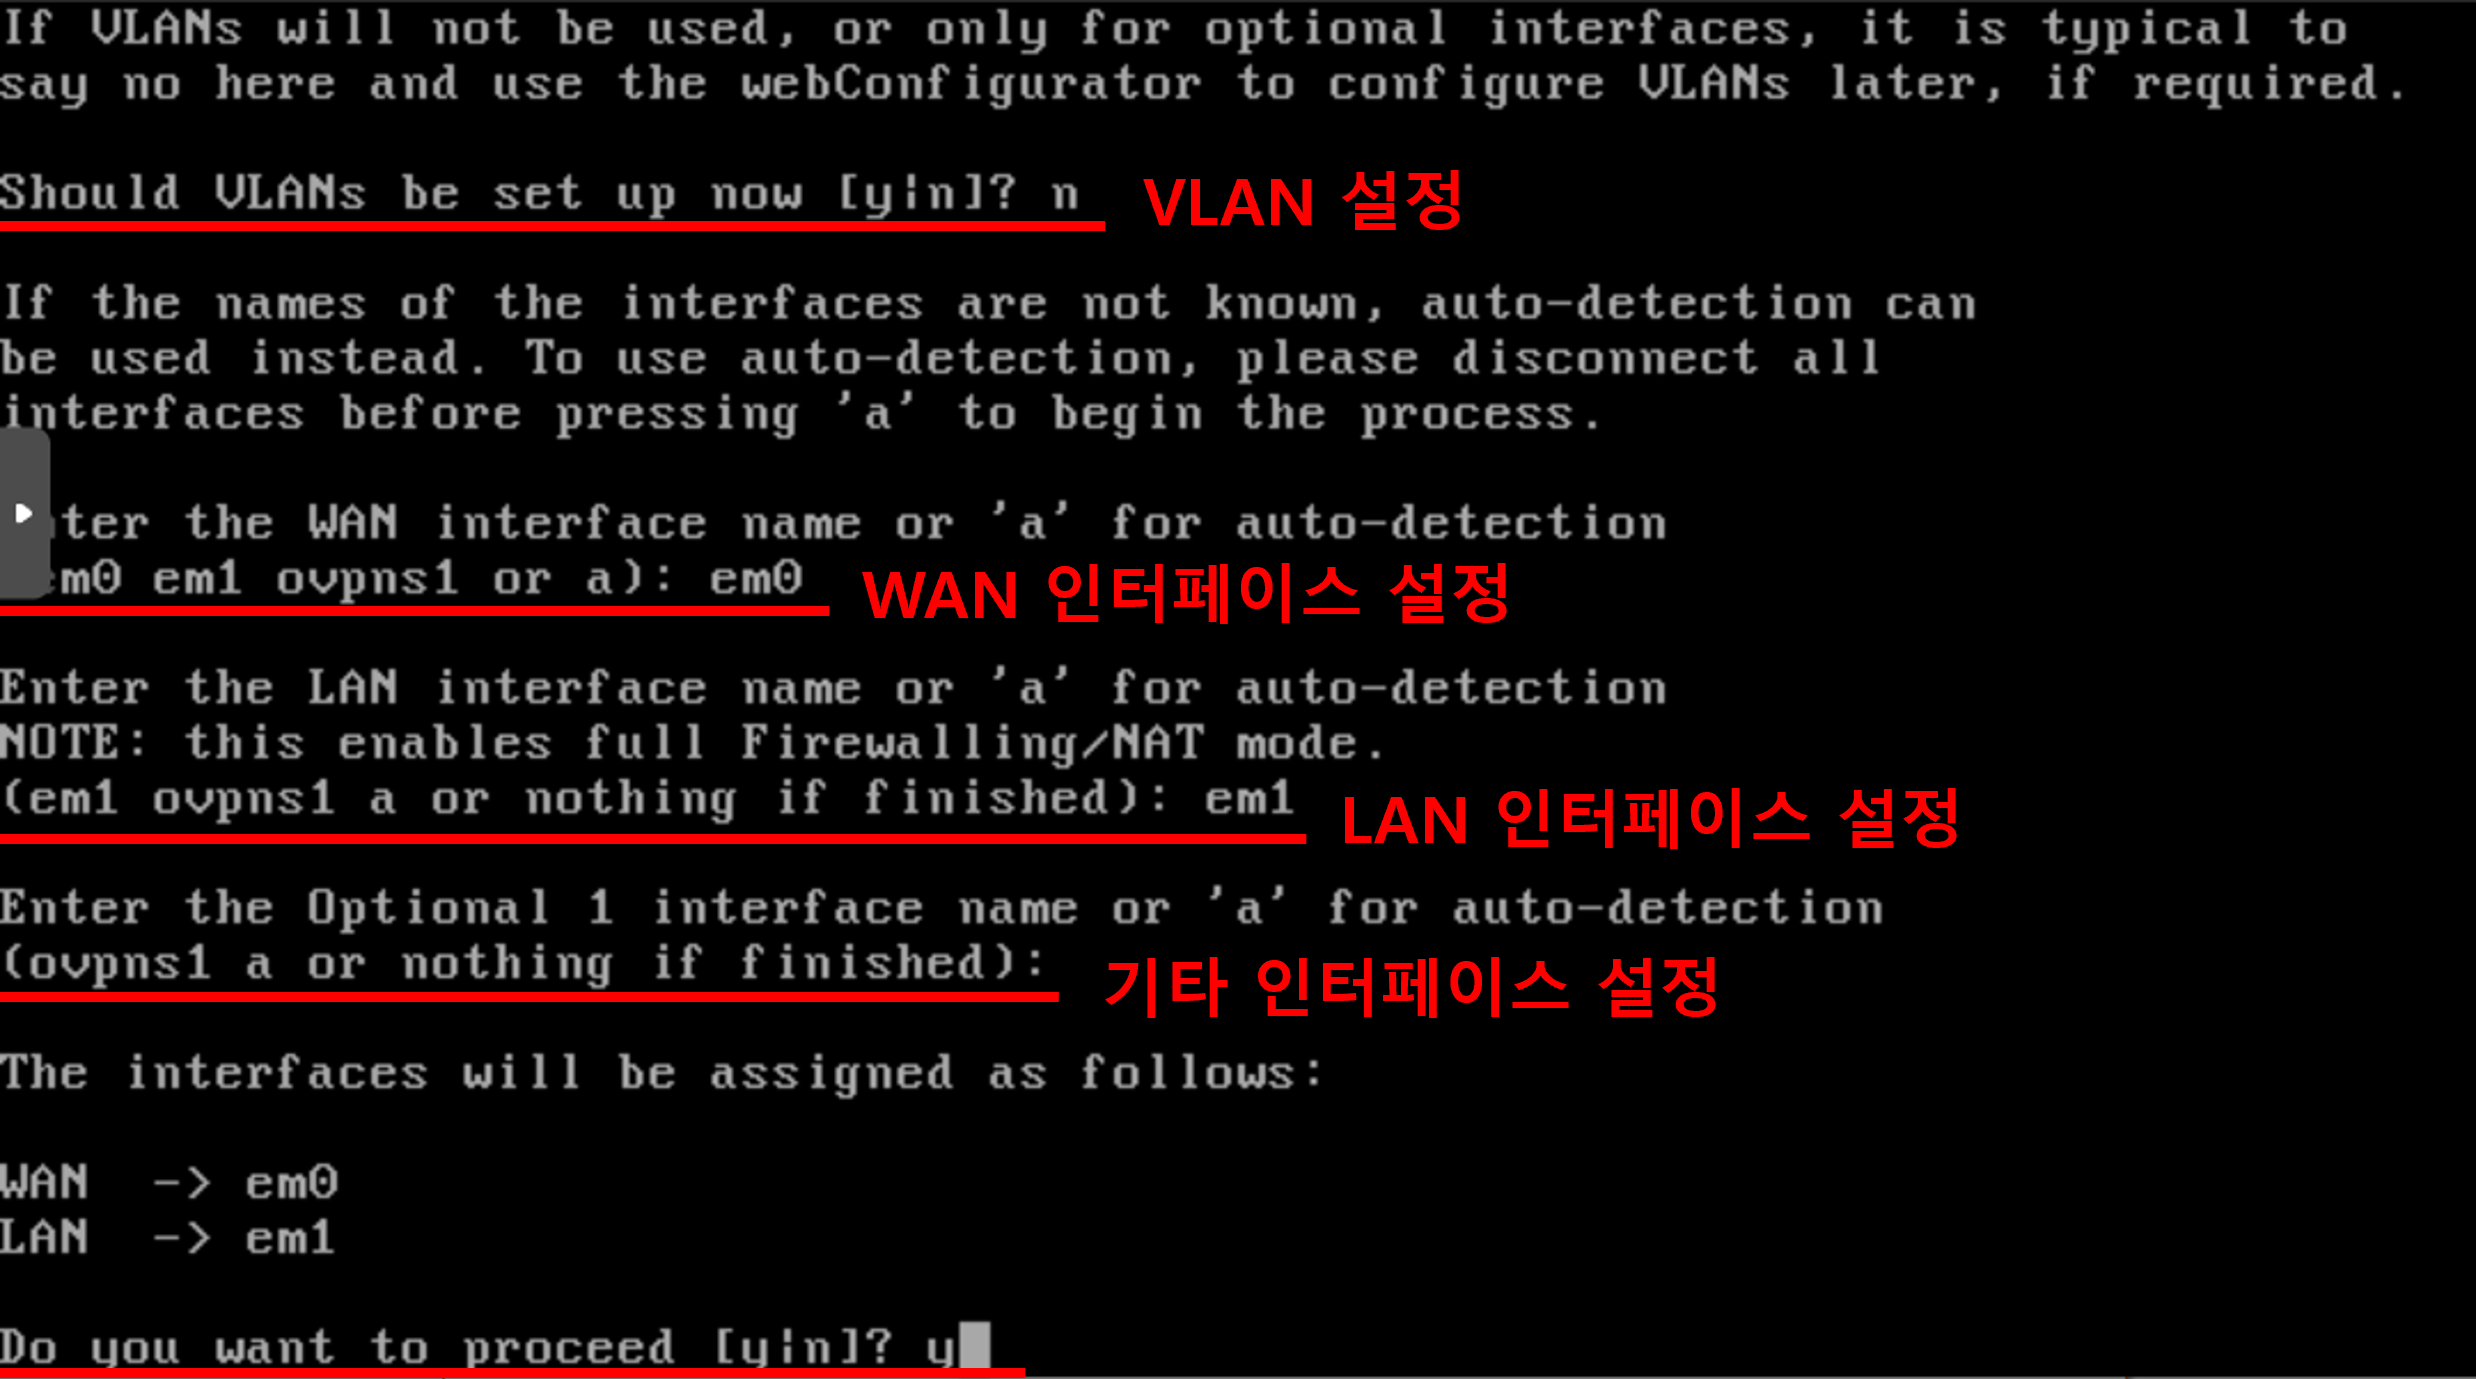 If VLANs will not be used, or only for optional interfaces, it is typical to
say no here and use the webConfigurator to configure VLANs later, if required.
Should VLANs be set up now [y|n]? n VLAN 설정
If the names of the interfaces are not known, auto-detection can
be used instead. To use auto-detection, please disconnect all
interfaces before pressing 'a' to begin the process.
ter the WAN interface name or 'a' for auto-detection
em0 em1 ovpns1 or a): em0 WAN 인터페이스 설정
Enter the LAN interface name or 'a' for auto-detection
NOTE: this enables full Firewalling/NAT mode.
(em1 ovpns1 a or nothing if finished): em1 LAN 인터페이스 설정
Enter the Optional 1 interface name or 'a' for auto-detection
(ovpns1 a or nothing if finished): 기타 인터페이스 설정
The interfaces will be assigned as follows:
WAN -> em0
LAN -> em1
Do you want to proceed [y|n]? y